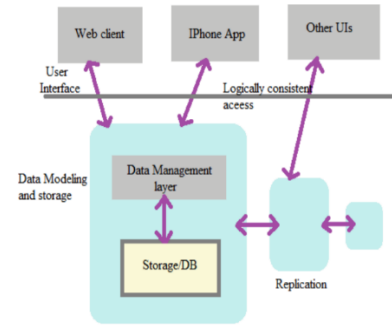 Web client
IPhone App
Other UIs
User
Interface
Logically consistent
aceess
Data Modeling
and storage
Data Management
layer
Storage/DB
Replication